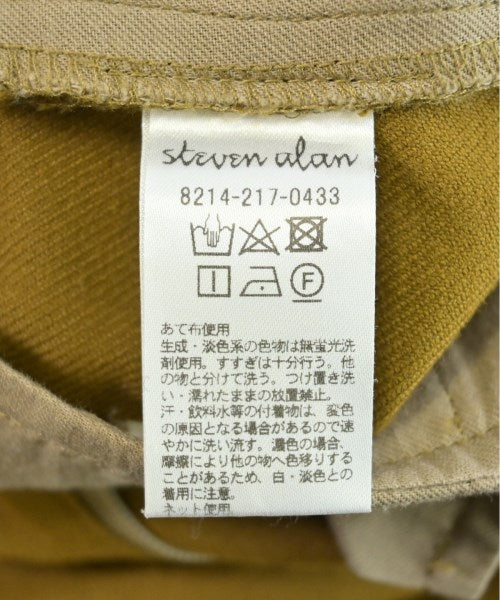 steven alan
8214-217-0433
F
あて布使用
生成・淡色系の色物は無蛍光洗
剤使用。すすぎは十分行う。他
の物と分けて洗う。つけ置き洗
い・濡れたままの放置禁止。
汗・飲料水等の付着物は、変色
の原因となる場合があるので速
やかに洗い流す。濃色の場合、
摩擦により他の物へ色移りする
ことがあるため、白・淡色との
着用に注意。
ネット使用